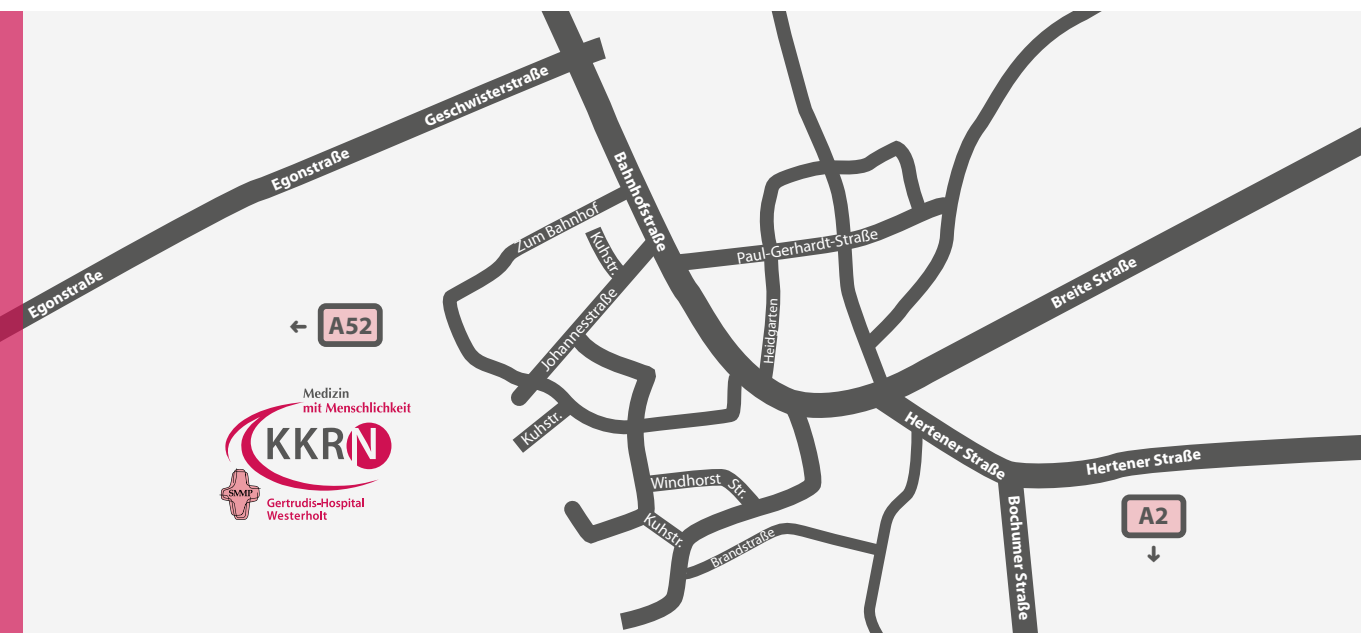 Geschwisterstraße
Egonstraße
Egonstraße
Bahnhofstraße
Zum Bahnhof
Kuhstr.
Paul-Gerhardt-Straße
Breite Straße
Heidgarten
Johannesstraße
A52
Medizin
mit Menschlichkeit
KKRN
SMMP
Gertrudis-Hospital
Westerholt
Kuhstr.
Hertener Straße
Hertener Straße
Windhorst Str.
Kuhstr.
Brandstraße
Bochumer Straße
A2